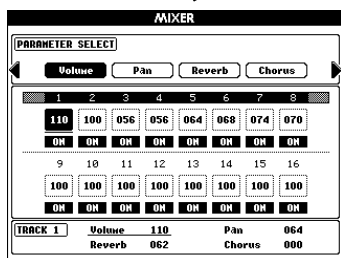 MIXER
PARAMETER SELECT
Volume Pan Reverb Chorus
1 2 3 4 5 6 7 8
110 100 056 056 064 068 074 070
ON ON ON ON ON ON ON ON
9 10 11 12 13 14 15 16
100 100 100 100 100 100 100 100
ON ON ON ON ON ON ON ON
TRACK 1 Volume 110 Pan 064
Reverb 062 Chorus 000